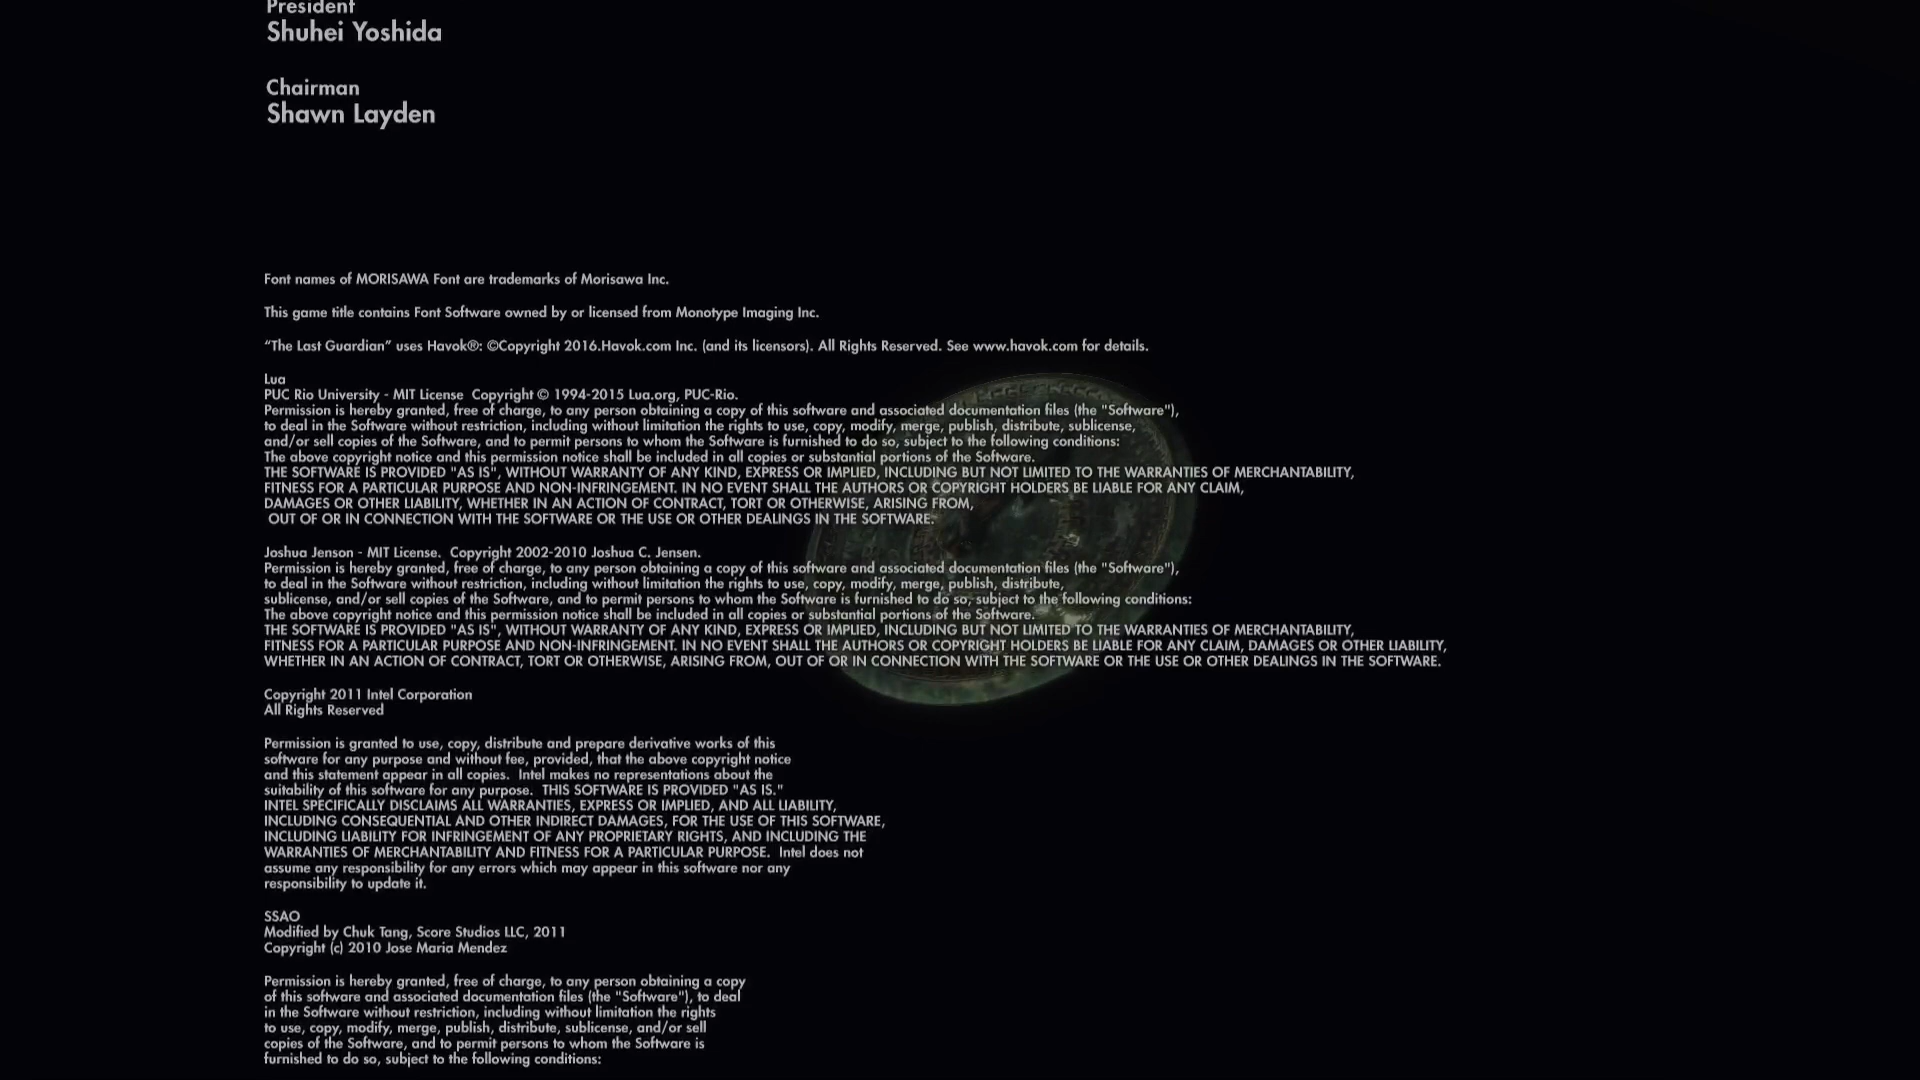 President
Shuhei Yoshida
Chairman
Shawn Layden
Font names of MORISAWA Font are trademarks of Morisawa Inc.
This game title contains Font Software owned by or licensed from Monotype Imaging Inc.
“The Last Guardian” uses Havok®: ©Copyright 2016.Havok.com Inc. (and its licensors). All Rights Reserved. See www.havok.com for details.
Lua
PUC Rio University - MIT License  Copyright © 1994-2015 Lua.org, PUC-Rio.
Permission is hereby granted, free of charge, to any person obtaining a copy of this software and associated documentation files (the "Software"),
to deal in the Software without restriction, including without limitation the rights to use, copy, modify, merge, publish, distribute, sublicense,
and/or sell copies of the Software, and to permit persons to whom the Software is furnished to do so, subject to the following conditions:
The above copyright notice and this permission notice shall be included in all copies or substantial portions of the Software.
THE SOFTWARE IS PROVIDED "AS IS", WITHOUT WARRANTY OF ANY KIND, EXPRESS OR IMPLIED, INCLUDING BUT NOT LIMITED TO THE WARRANTIES OF MERCHANTABILITY,
FITNESS FOR A PARTICULAR PURPOSE AND NON-INFRINGEMENT. IN NO EVENT SHALL THE AUTHORS OR COPYRIGHT HOLDERS BE LIABLE FOR ANY CLAIM,
DAMAGES OR OTHER LIABILITY, WHETHER IN AN ACTION OF CONTRACT, TORT OR OTHERWISE, ARISING FROM,
OUT OF OR IN CONNECTION WITH THE SOFTWARE OR THE USE OR OTHER DEALINGS IN THE SOFTWARE.
Joshua Jenson - MIT License.  Copyright 2002-2010 Joshua C. Jensen.
Permission is hereby granted, free of charge, to any person obtaining a copy of this software and associated documentation files (the "Software"),
to deal in the Software without restriction, including without limitation the rights to use, copy, modify, merge, publish, distribute,
sublicense, and/or sell copies of the Software, and to permit persons to whom the Software is furnished to do so, subject to the following conditions:
The above copyright notice and this permission notice shall be included in all copies or substantial portions of the Software.
THE SOFTWARE IS PROVIDED "AS IS", WITHOUT WARRANTY OF ANY KIND, EXPRESS OR IMPLIED, INCLUDING BUT NOT LIMITED TO THE WARRANTIES OF MERCHANTABILITY,
FITNESS FOR A PARTICULAR PURPOSE AND NON-INFRINGEMENT. IN NO EVENT SHALL THE AUTHORS OR COPYRIGHT HOLDERS BE LIABLE FOR ANY CLAIM, DAMAGES OR OTHER LIABILITY,
WHETHER IN AN ACTION OF CONTRACT, TORT OR OTHERWISE, ARISING FROM, OUT OF OR IN CONNECTION WITH THE SOFTWARE OR THE USE OR OTHER DEALINGS IN THE SOFTWARE.
Copyright 2011 Intel Corporation
All Rights Reserved
Permission is granted to use, copy, distribute and prepare derivative works of this
software for any purpose and without fee, provided, that the above copyright notice
and this statement appear in all copies.  Intel makes no representations about the
suitability of this software for any purpose.  THIS SOFTWARE IS PROVIDED "AS IS."
INTEL SPECIFICALLY DISCLAIMS ALL WARRANTIES, EXPRESS OR IMPLIED, AND ALL LIABILITY,
INCLUDING CONSEQUENTIAL AND OTHER INDIRECT DAMAGES, FOR THE USE OF THIS SOFTWARE,
INCLUDING LIABILITY FOR INFRINGEMENT OF ANY PROPRIETARY RIGHTS, AND INCLUDING THE
WARRANTIES OF MERCHANTABILITY AND FITNESS FOR A PARTICULAR PURPOSE.  Intel does not
assume any responsibility for any errors which may appear in this software nor any
responsibility to update it.
SSAO
Modified by Chuk Tang, Score Studios LLC, 2011
Copyright (c) 2010 Jose Maria Mendez
Permission is hereby granted, free of charge, to any person obtaining a copy
of this software and associated documentation files (the "Software"), to deal
in the Software without restriction, including without limitation the rights
to use, copy, modify, merge, publish, distribute, sublicense, and/or sell
copies of the Software, and to permit persons to whom the Software is
furnished to do so, subject to the following conditions: